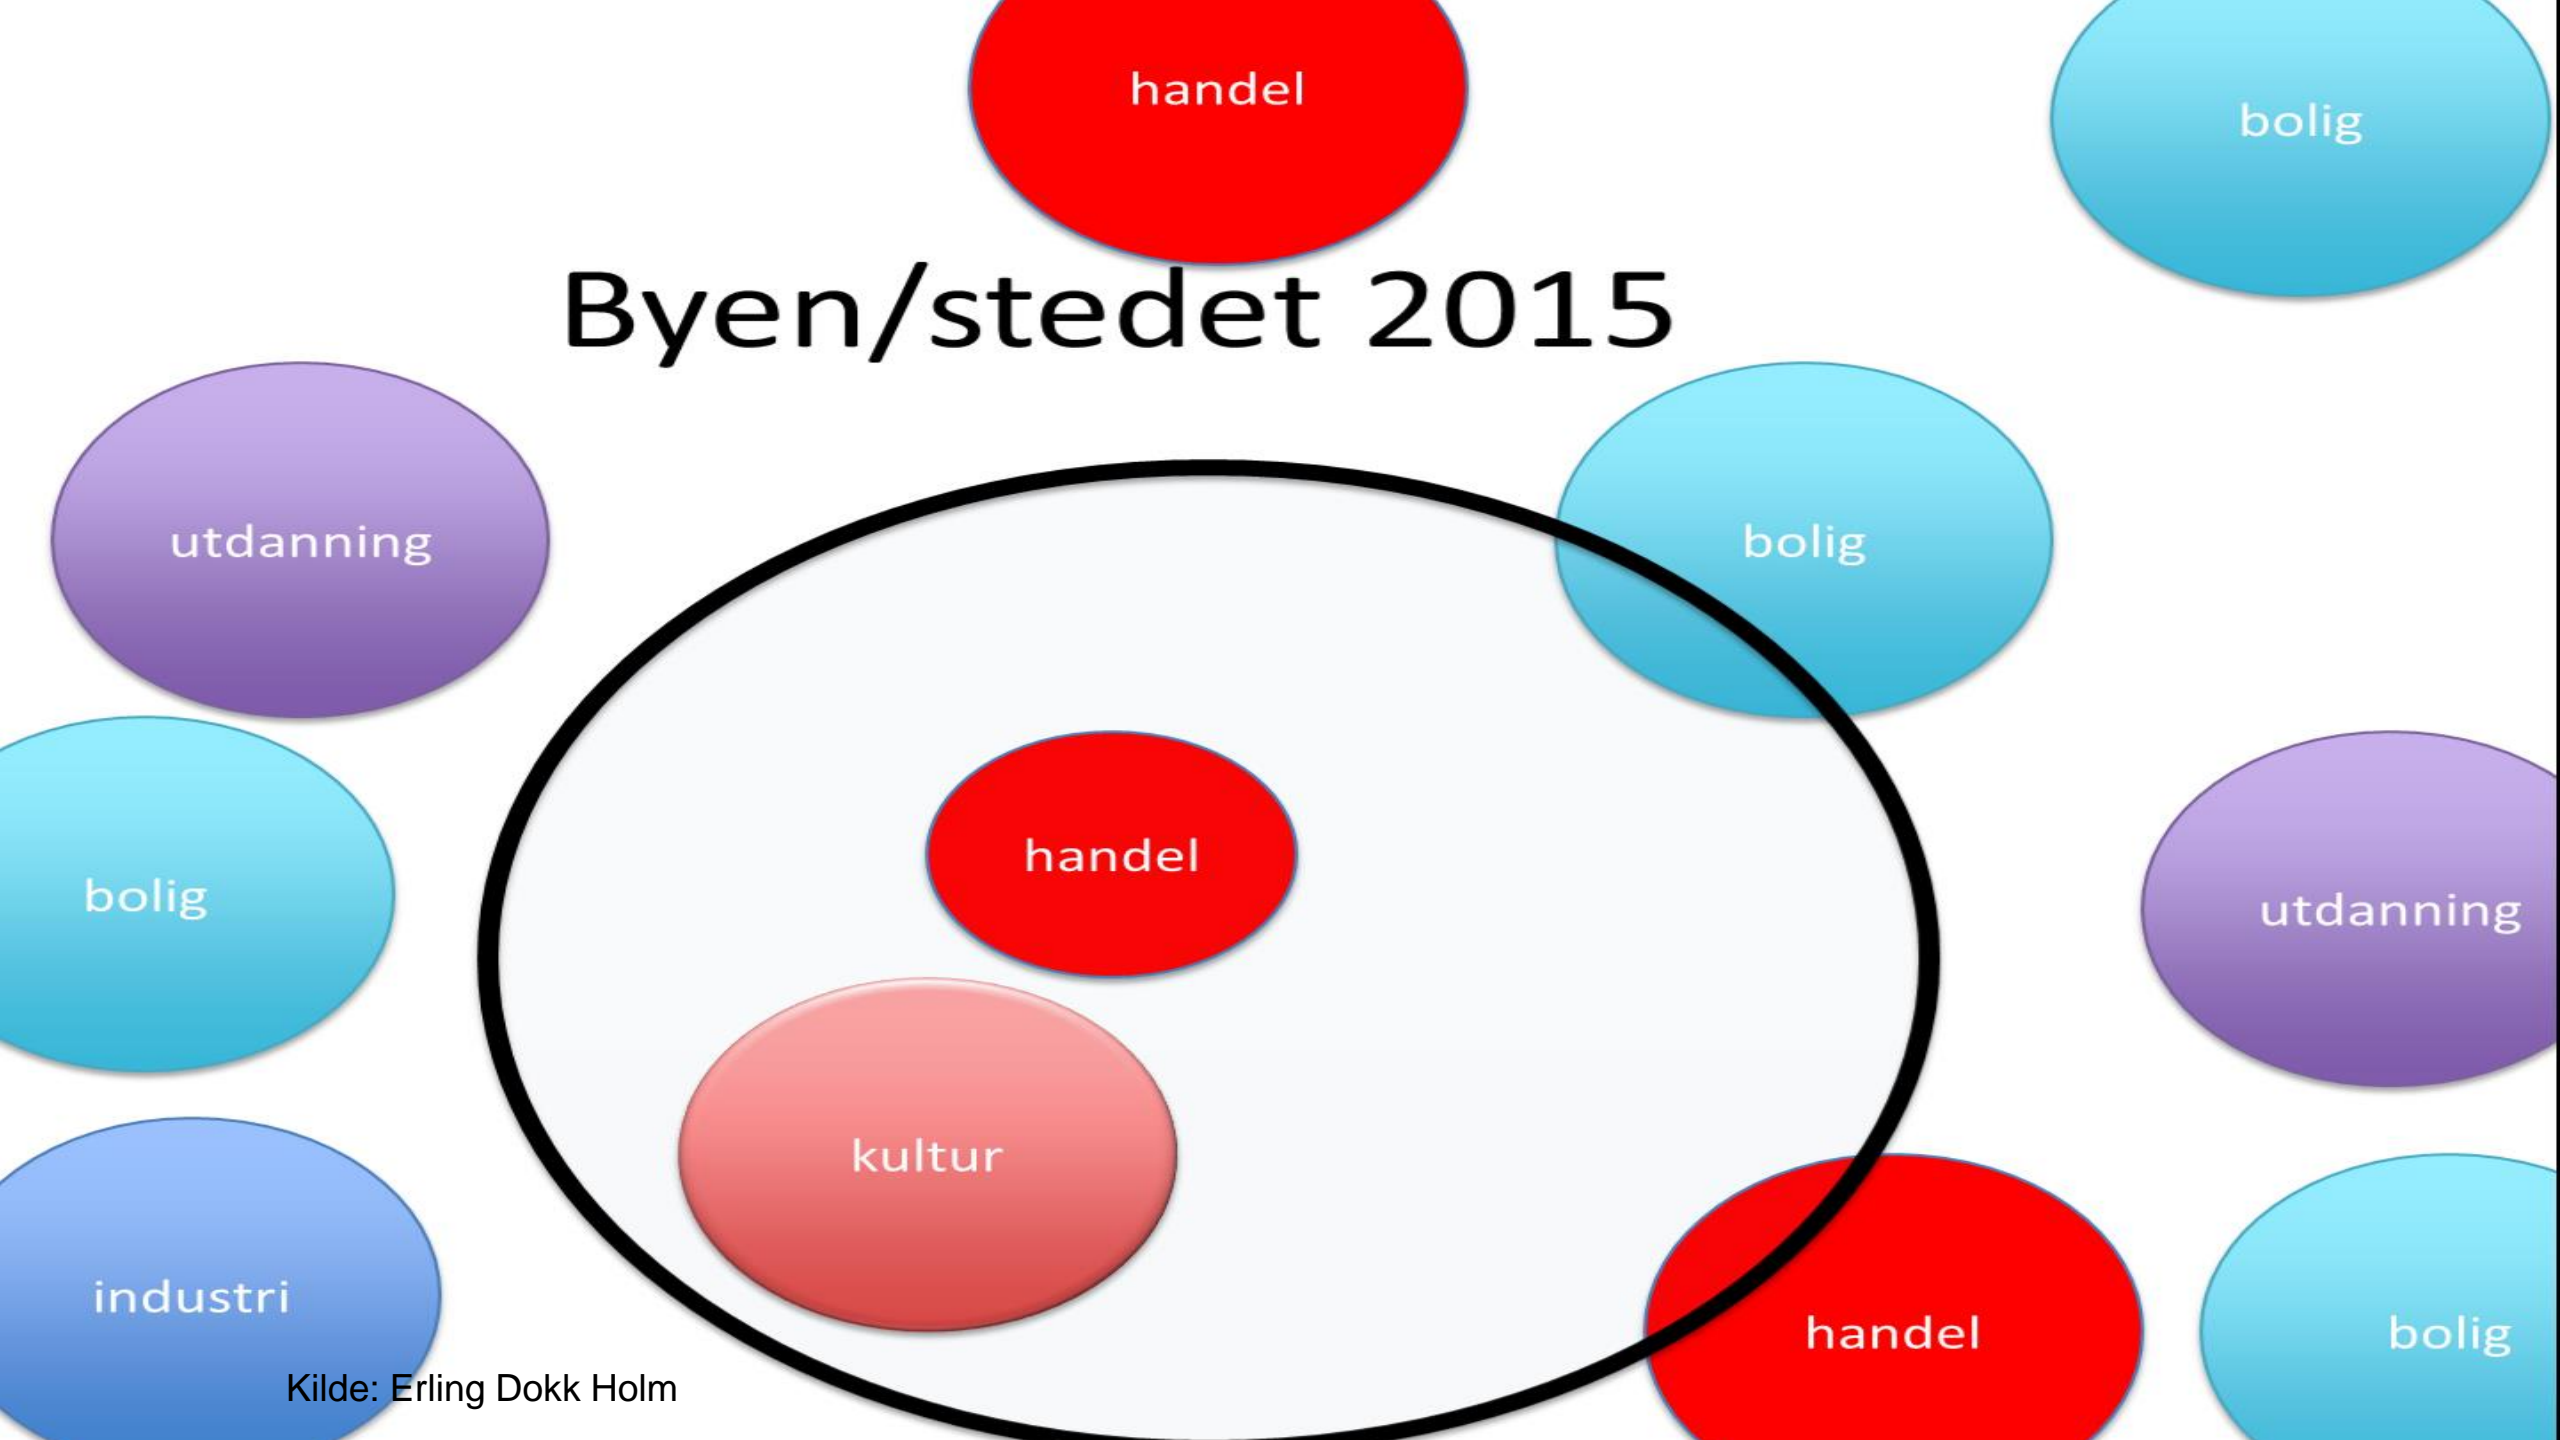 handel
bolig
Byen/stedet 2015
utdanning
bolig
handel
bolig
utdanning
kultur
industri
handel
bolig
Kilde: Erling Dokk Holm